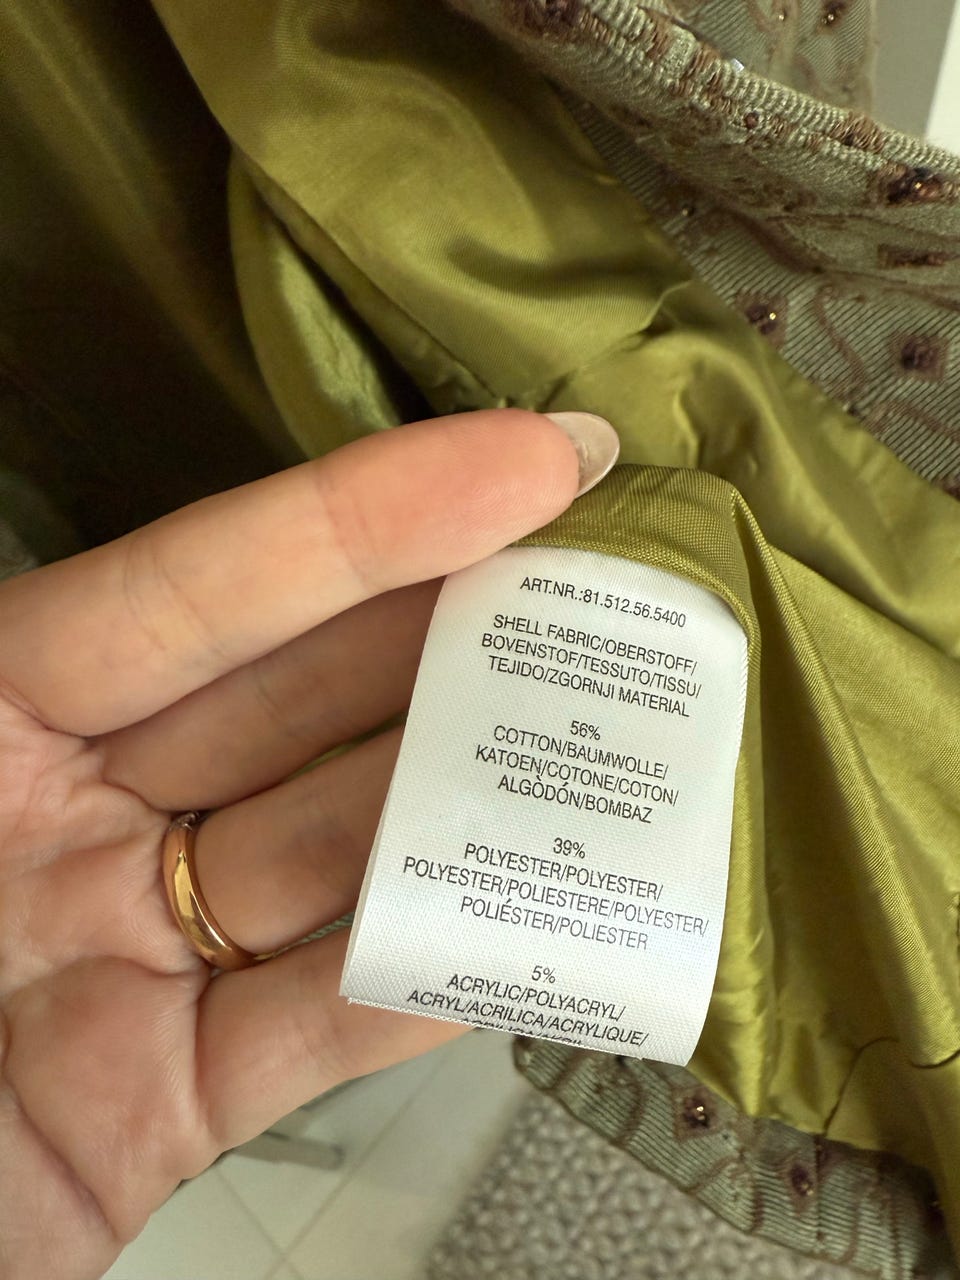 ART.NR.:81.512.56.5400
SHELL FABRIC/OBERSTOFF/
BOVENSTOF/TESSUTO/TISSU/
TEJIDO/ZGORNJI MATERIAL
56%
COTTON/BAUMWOLLE/
KATOEN/COTONE/COTON/
ALGÒDÓN/BOMBAZ
39%
POLYESTER/POLYESTER/
POLYESTER/POLIESTERE/POLYESTER/
POLIÉSTER/POLIESTER
5%
ACRYLIC/POLYACRYL/
ACRYL/ACRILICA/ACRYLIQUE/